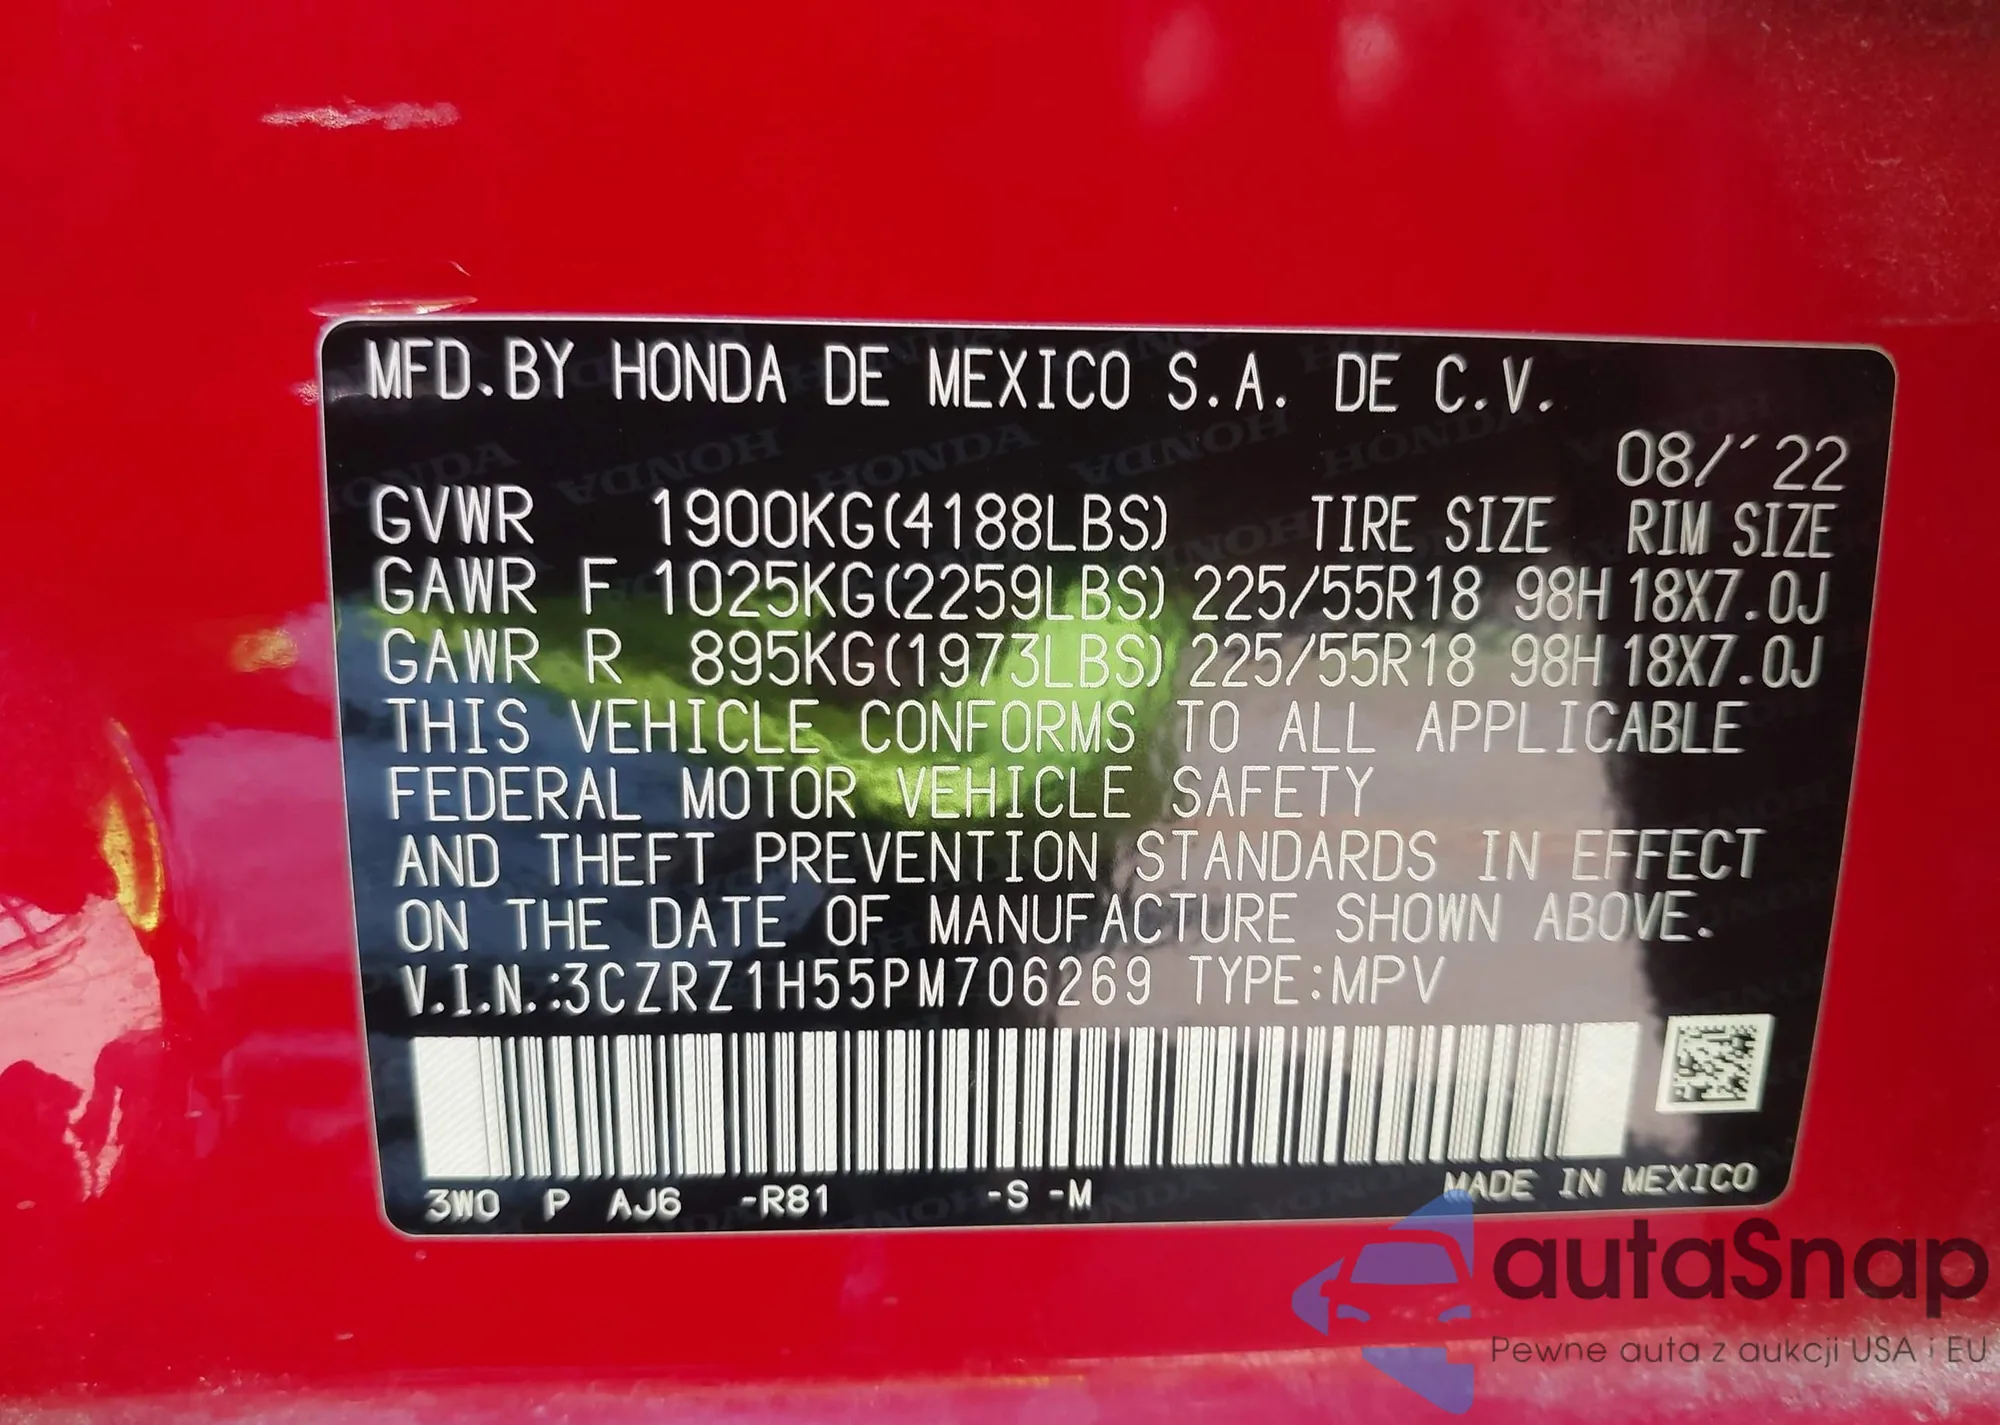 MFD.BY HONDA DE MEXICO S.A. DE C.V.
08/'22
GVWR 1900KG(4188LBS) TIRE SIZE RIM SIZE
GAWR F 1025KG(2259LBS) 225/55R18 98H 18X7.0J
GAWR R 895KG(1973LBS) 225/55R18 98H 18X7.0J
THIS VEHICLE CONFORMS TO ALL APPLICABLE
FEDERAL MOTOR VEHICLE SAFETY
AND THEFT PREVENTION STANDARDS IN EFFECT
ON THE DATE OF MANUFACTURE SHOWN ABOVE.
V.I.N.:3CZRZ1H55PM706269 TYPE:MPV
3W0 P AJ6 -R81 -S -M MADE IN MEXICO
autaSnap
Pewne auta z aukcji USA i EU